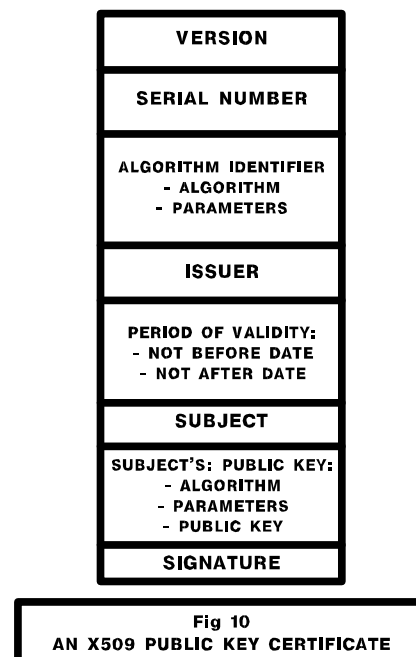 VERSION
SERIAL NUMBER
ALGORITHM IDENTIFIER
- ALGORITHM
- PARAMETERS
ISSUER
PERIOD OF VALIDITY:
- NOT BEFORE DATE
- NOT AFTER DATE
SUBJECT
SUBJECT'S: PUBLIC KEY:
- ALGORITHM
- PARAMETERS
- PUBLIC KEY
SIGNATURE
Fig 10
AN X509 PUBLIC KEY CERTIFICATE